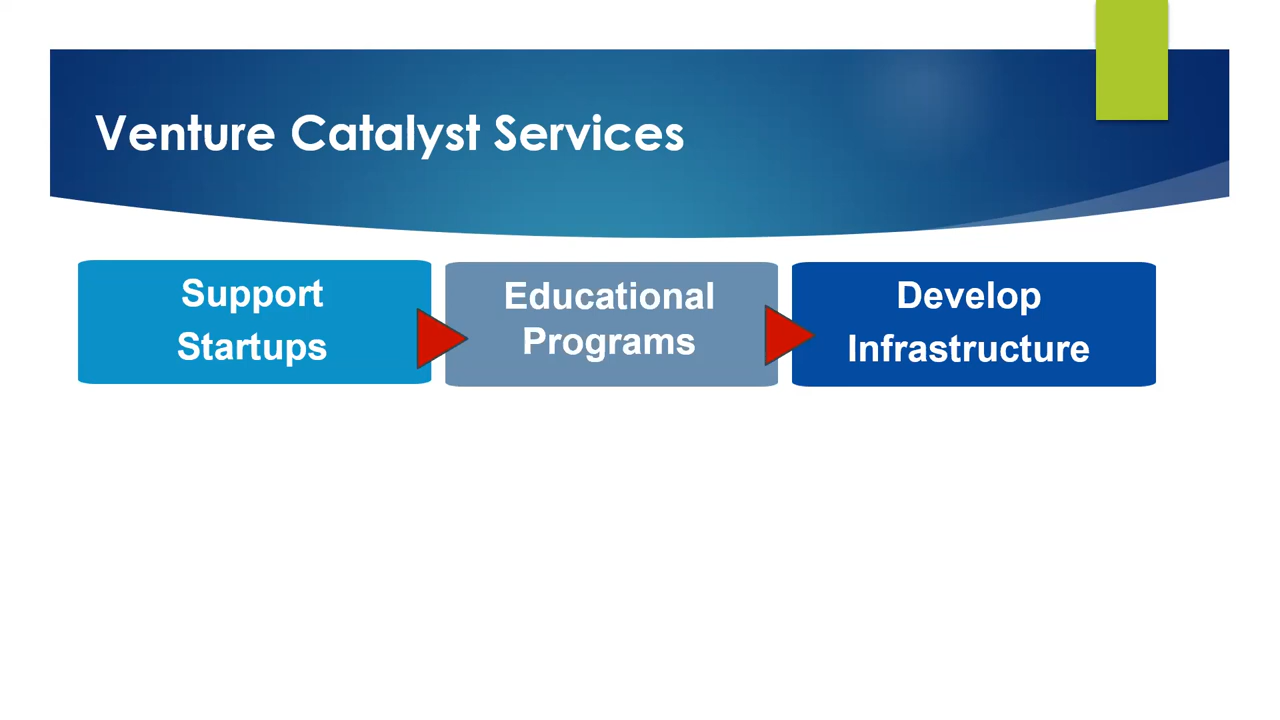 Venture Catalyst Services
Support
Startups
Educational
Programs
Develop
Infrastructure